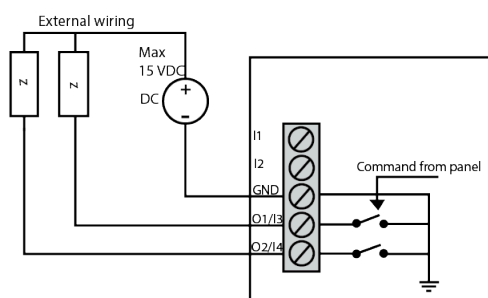 External wiring
Max
15 VDC
DC
+
-
Z
Z
I1
I2
GND
O1/I3
O2/I4
Command from panel